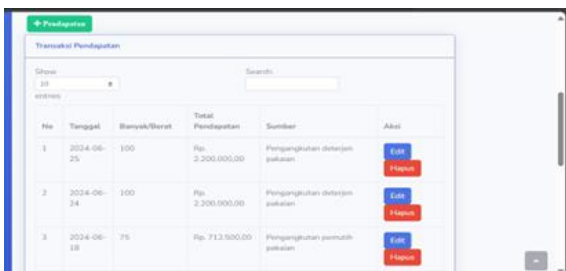 + Pendapatan
Transaksi Pendapatan
Show
10
entries
Search:
No Tanggal Banyak/Berat Total Pendapatan Sumber Aksi
1 2024-06-25 100 Rp. 2.200.000,00 Pengangkutan deterjen pakaian Edit Hapus
2 2024-06-24 100 Rp. 2.200.000,00 Pengangkutan deterjen pakaian Edit Hapus
3 2024-06-18 75 Rp. 712.500,00 Pengangkutan pemutih pakaian Edit Hapus